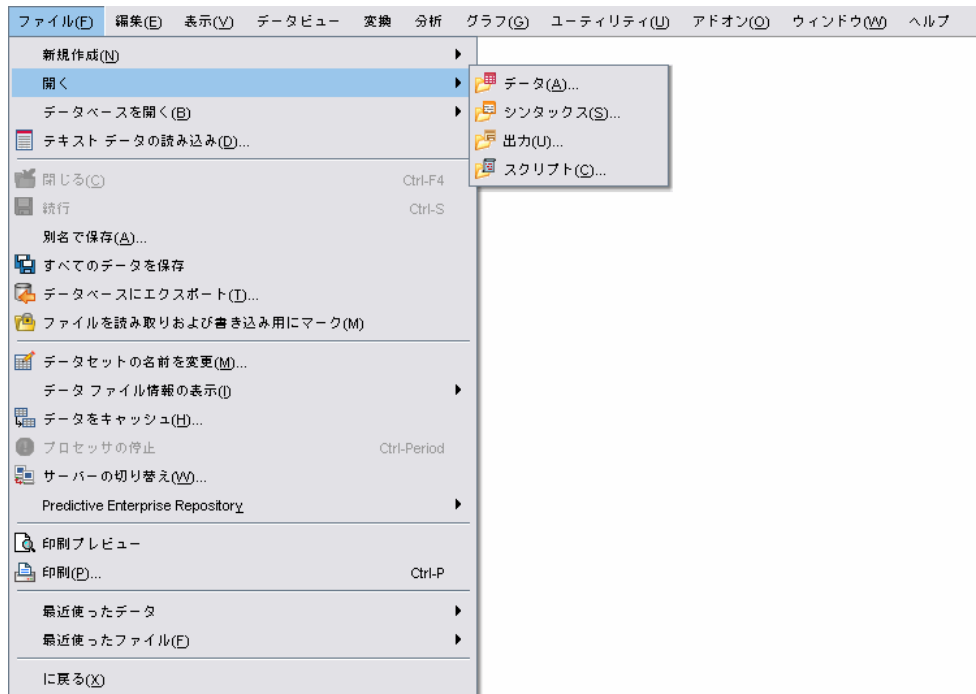 ファイル(F) 編集(E) 表示(V) データビュー 変換 分析 グラフ(G) ユーティリティ(U) アドオン(O) ウィンドウ(W) ヘルプ
新規作成(N)
開く
データ(A)...
シンタックス(S)...
出力(U)...
スクリプト(C)...
データベースを開く(B)
テキスト データの読み込み(D)...
閉じる(C) Ctrl-F4
続行 Ctrl-S
別名で保存(A)...
すべてのデータを保存
データベースにエクスポート(T)...
ファイルを読み取りおよび書き込み用にマーク(M)
データセットの名前を変更(M)...
データ ファイル情報の表示(I)
データをキャッシュ(H)...
プロセッサの停止 Ctrl-Period
サーバーの切り替え(W)...
Predictive Enterprise Repository
印刷プレビュー
印刷(P)... Ctrl-P
最近使ったデータ
最近使ったファイル(F)
に戻る(X)